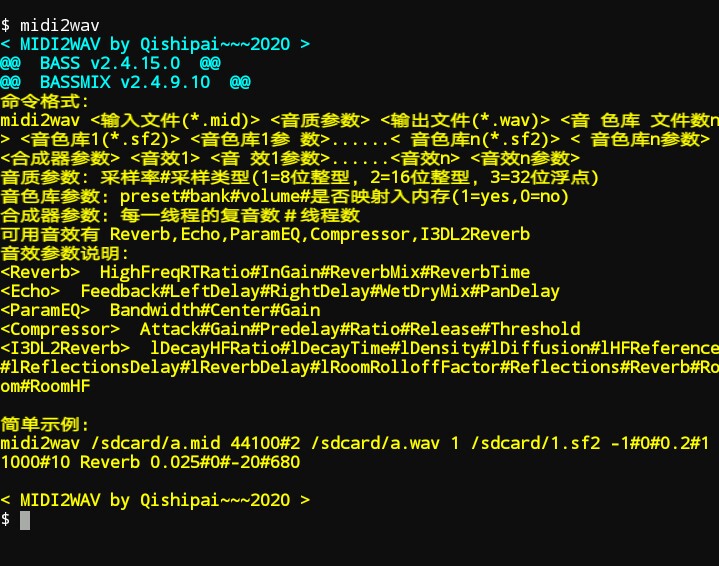 $ midi2wav
< MIDI2WAV by Qishipai~~~2020 >
@@  BASS v2.4.15.0  @@
@@  BASSMIX v2.4.9.10  @@
命令格式:
midi2wav <输入文件(*.mid)> <音质参数> <输出文件(*.wav)> <音 色库 文件数n
> <音色库1(*.sf2)> <音色库1参 数>......< 音色库n(*.sf2)> < 音色库n参数>
<合成器参数> <音效1> <音 效1参数>......<音效n> <音效n参数>
音质参数: 采样率#采样类型(1=8位整型, 2=16位整型, 3=32位浮点)
音色库参数: preset#bank#volume#是否映射入内存(1=yes,0=no)
合成器参数: 每一线程的复音数＃线程数
可用音效有 Reverb,Echo,ParamEQ,Compressor,I3DL2Reverb
音效参数说明:
<Reverb>  HighFreqRTRatio#InGain#ReverbMix#ReverbTime
<Echo>  Feedback#LeftDelay#RightDelay#WetDryMix#PanDelay
<ParamEQ>  Bandwidth#Center#Gain
<Compressor>  Attack#Gain#Predelay#Ratio#Release#Threshold
<I3DL2Reverb>  lDecayHFRatio#lDecayTime#lDensity#lDiffusion#lHFReference
#lReflectionsDelay#lReverbDelay#lRoomRolloffFactor#Reflections#Reverb#Ro
om#RoomHF
简单示例:
midi2wav /sdcard/a.mid 44100#2 /sdcard/a.wav 1 /sdcard/1.sf2 -1#0#0.2#1
1000#10 Reverb 0.025#0#-20#680
< MIDI2WAV by Qishipai~~~2020 >
$